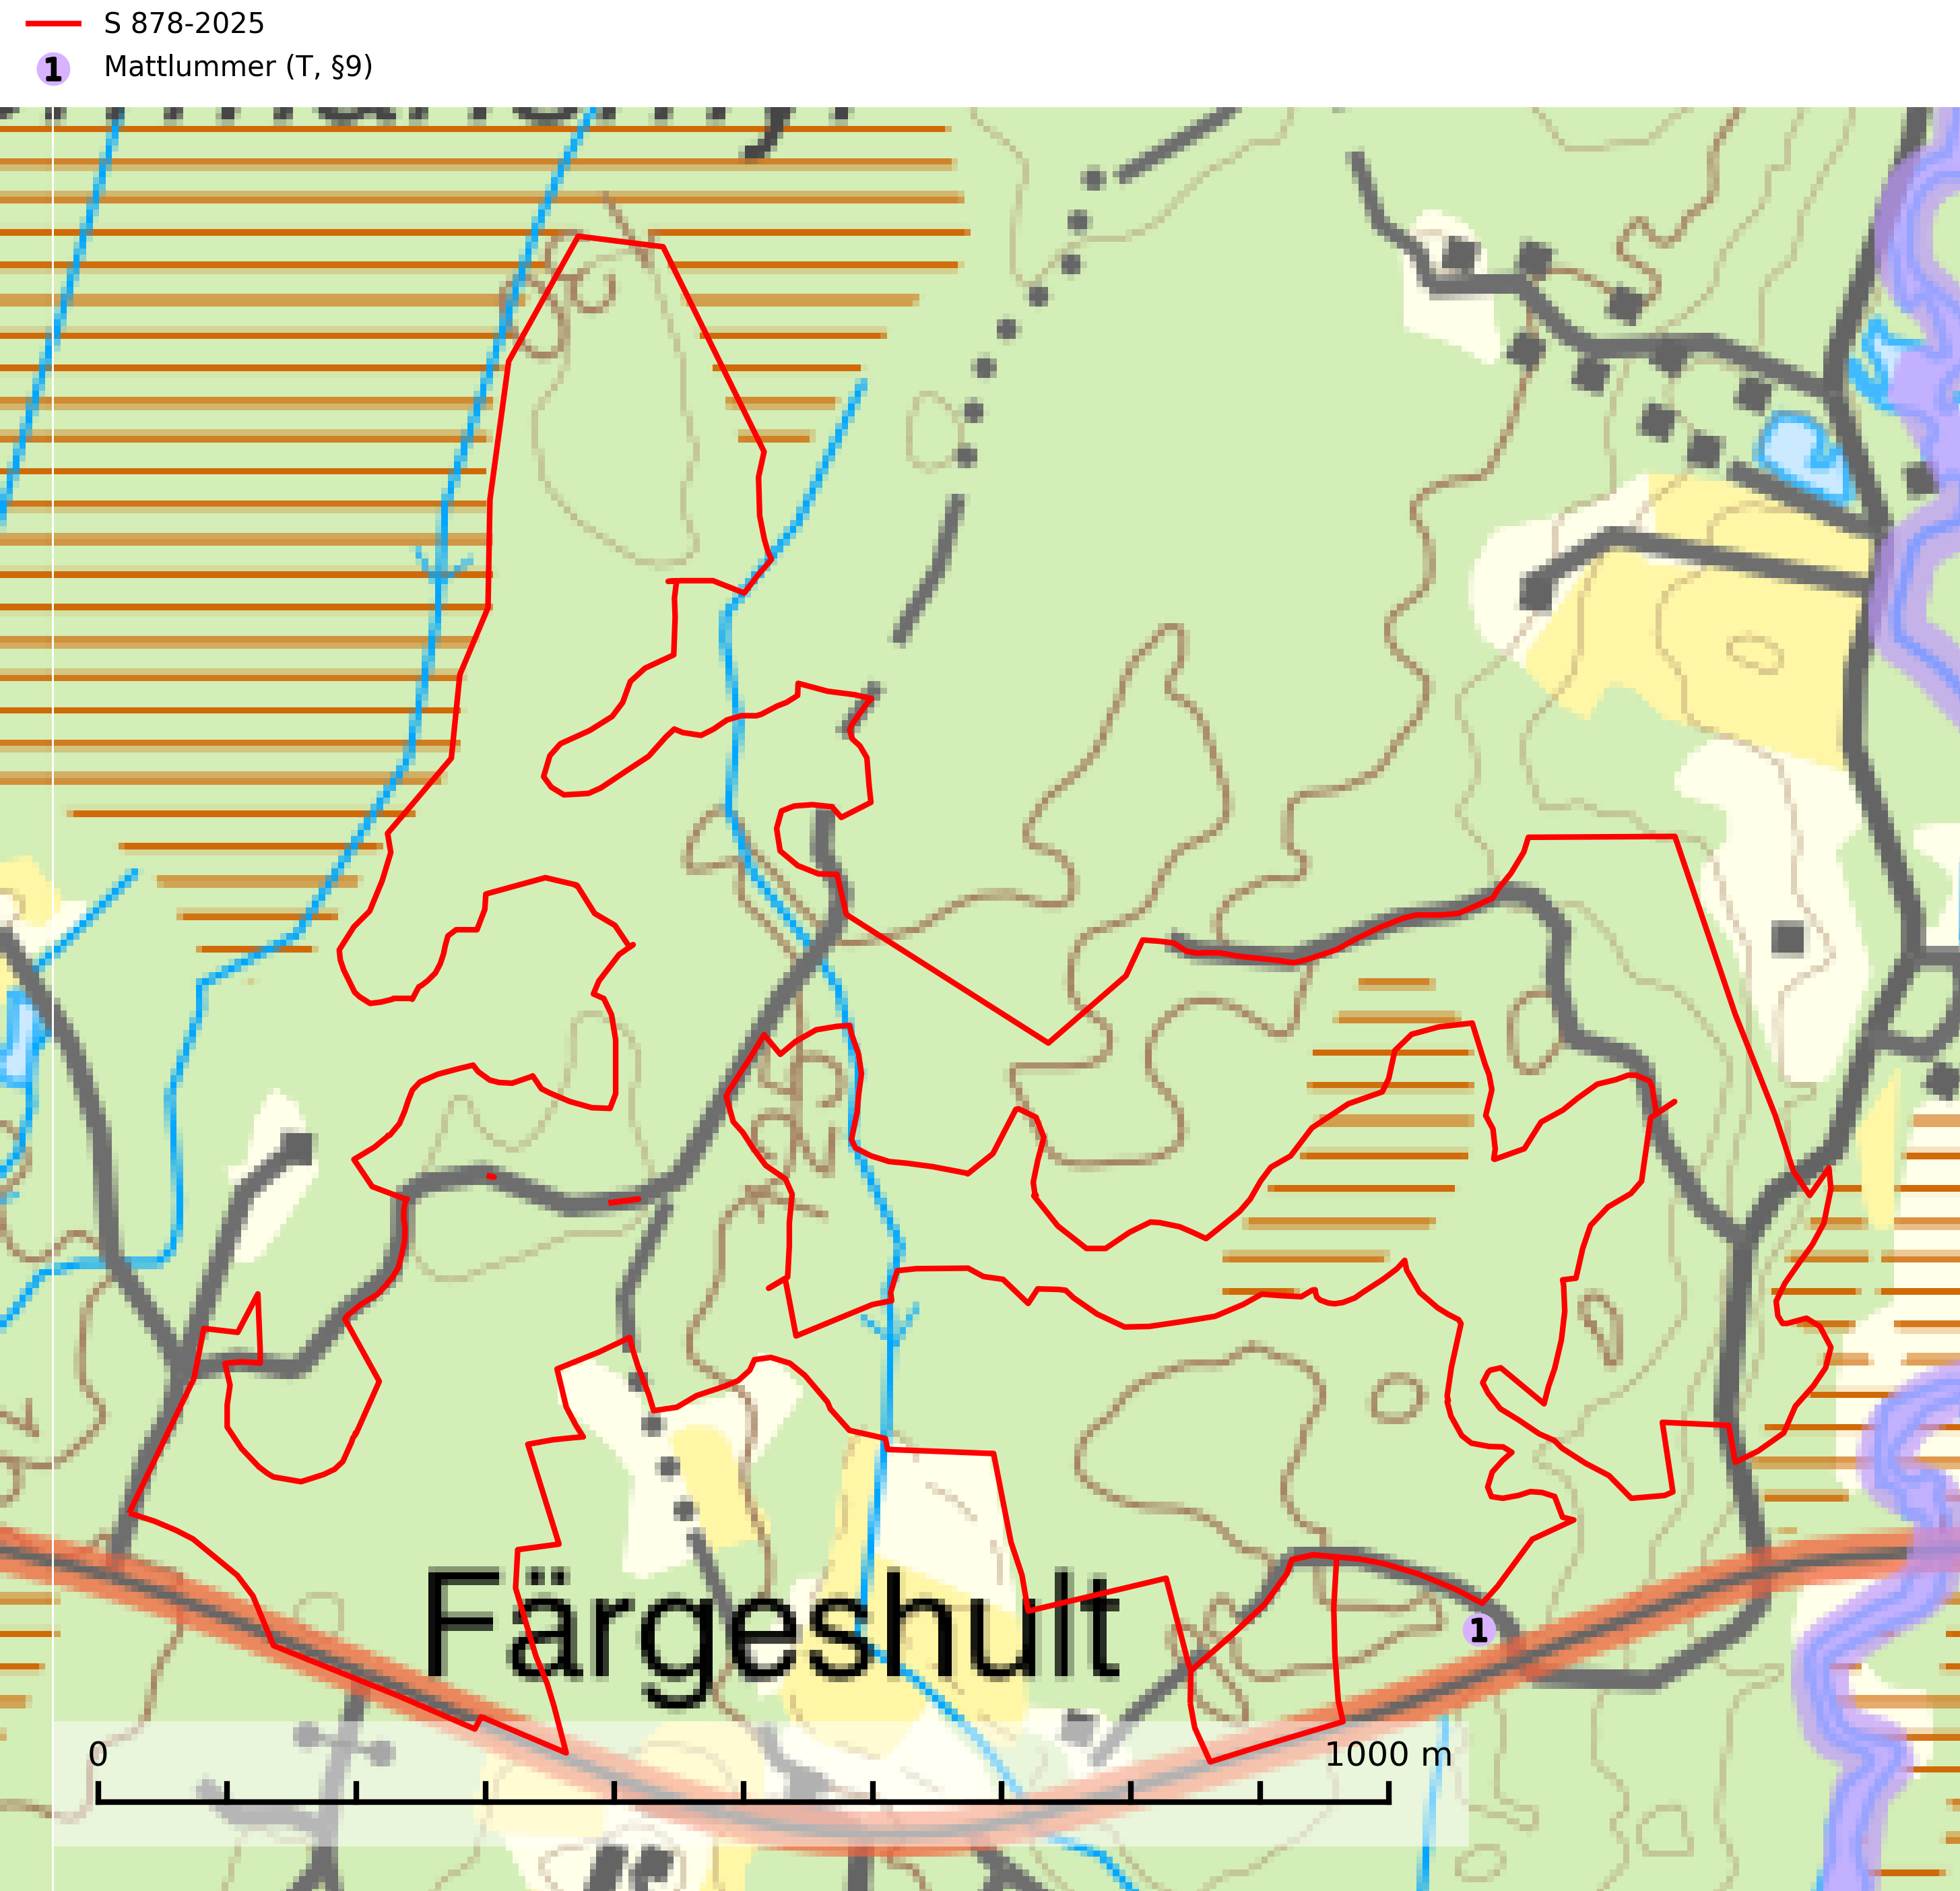 S 878-2025
1 Mattlummer (T, §9)
1
Färgeshult
0 1000 m